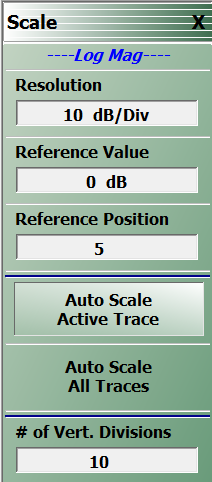 Scale X
----Log Mag----
Resolution
10 dB/Div
Reference Value
0 dB
Reference Position
5
Auto Scale
Active Trace
Auto Scale
All Traces
# of Vert. Divisions
10